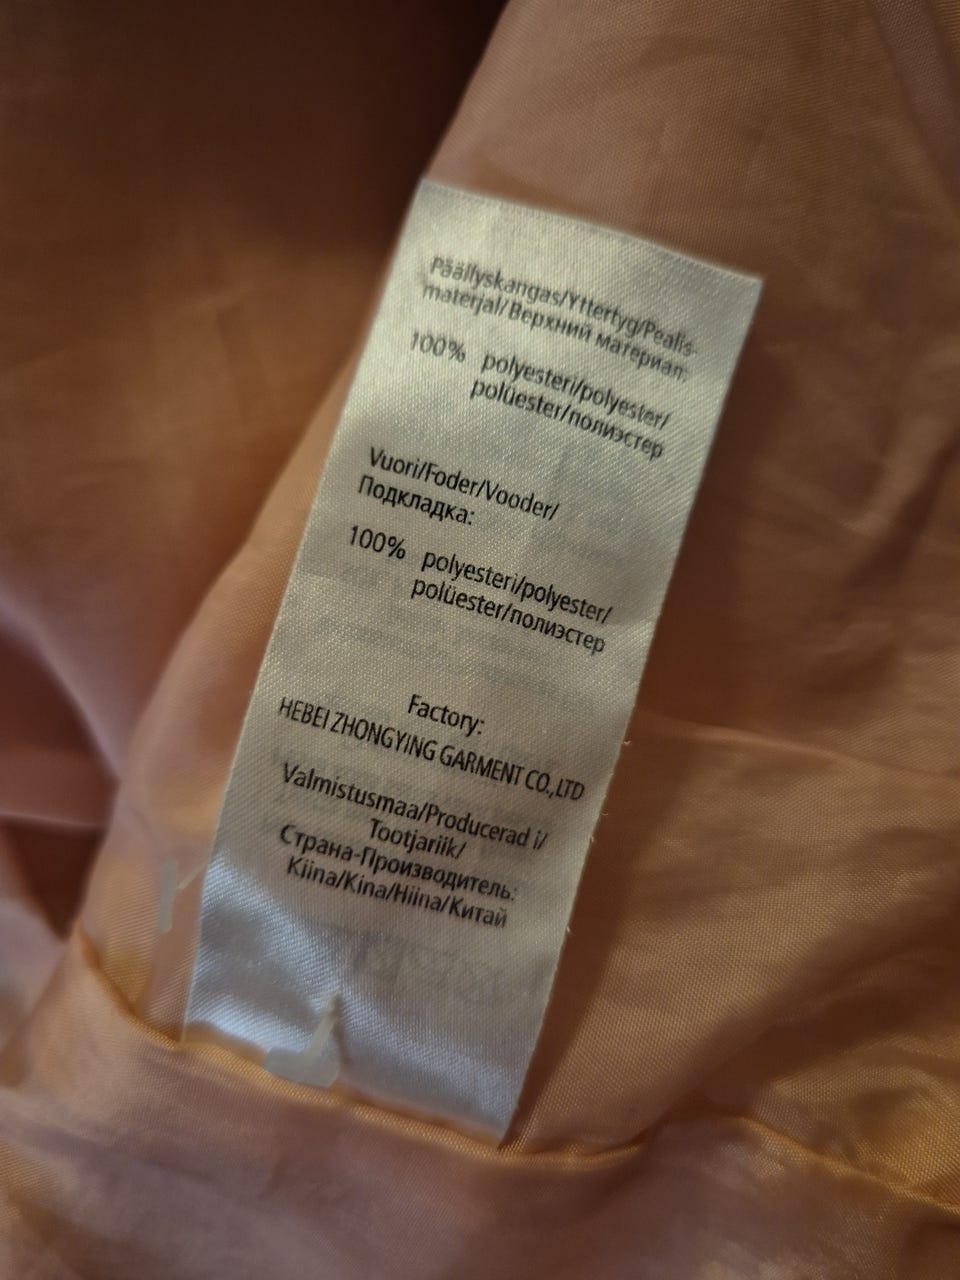 Päällyskangas/Yttertyg/Pealis-
materjal/Верхний материал:
100% polyesteri/polyester/
polüester/полиэстер
Vuori/Foder/Vooder/
Подкладка:
100% polyesteri/polyester/
polüester/полиэстер
Factory:
HEBEI ZHONGYING GARMENT CO.,LTD
Valmistusmaa/Producerad i/
Tootjariik/
Страна-Производитель:
Kiina/Kina/Hiina/Китай